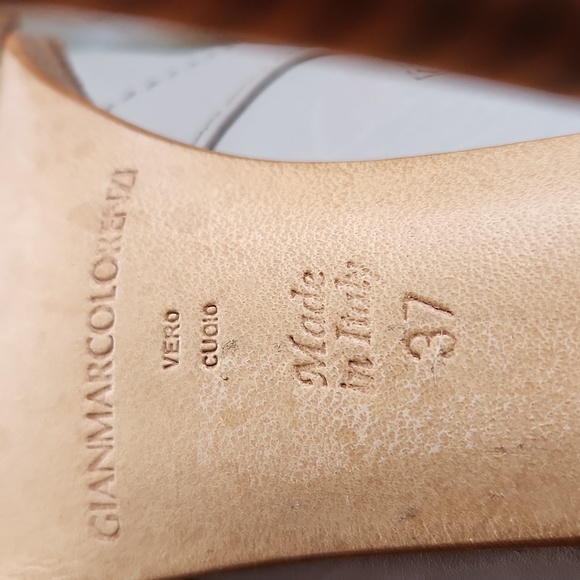 GIANMARCOLORENZI
VERO
CUOIO
Made
in Italy
37